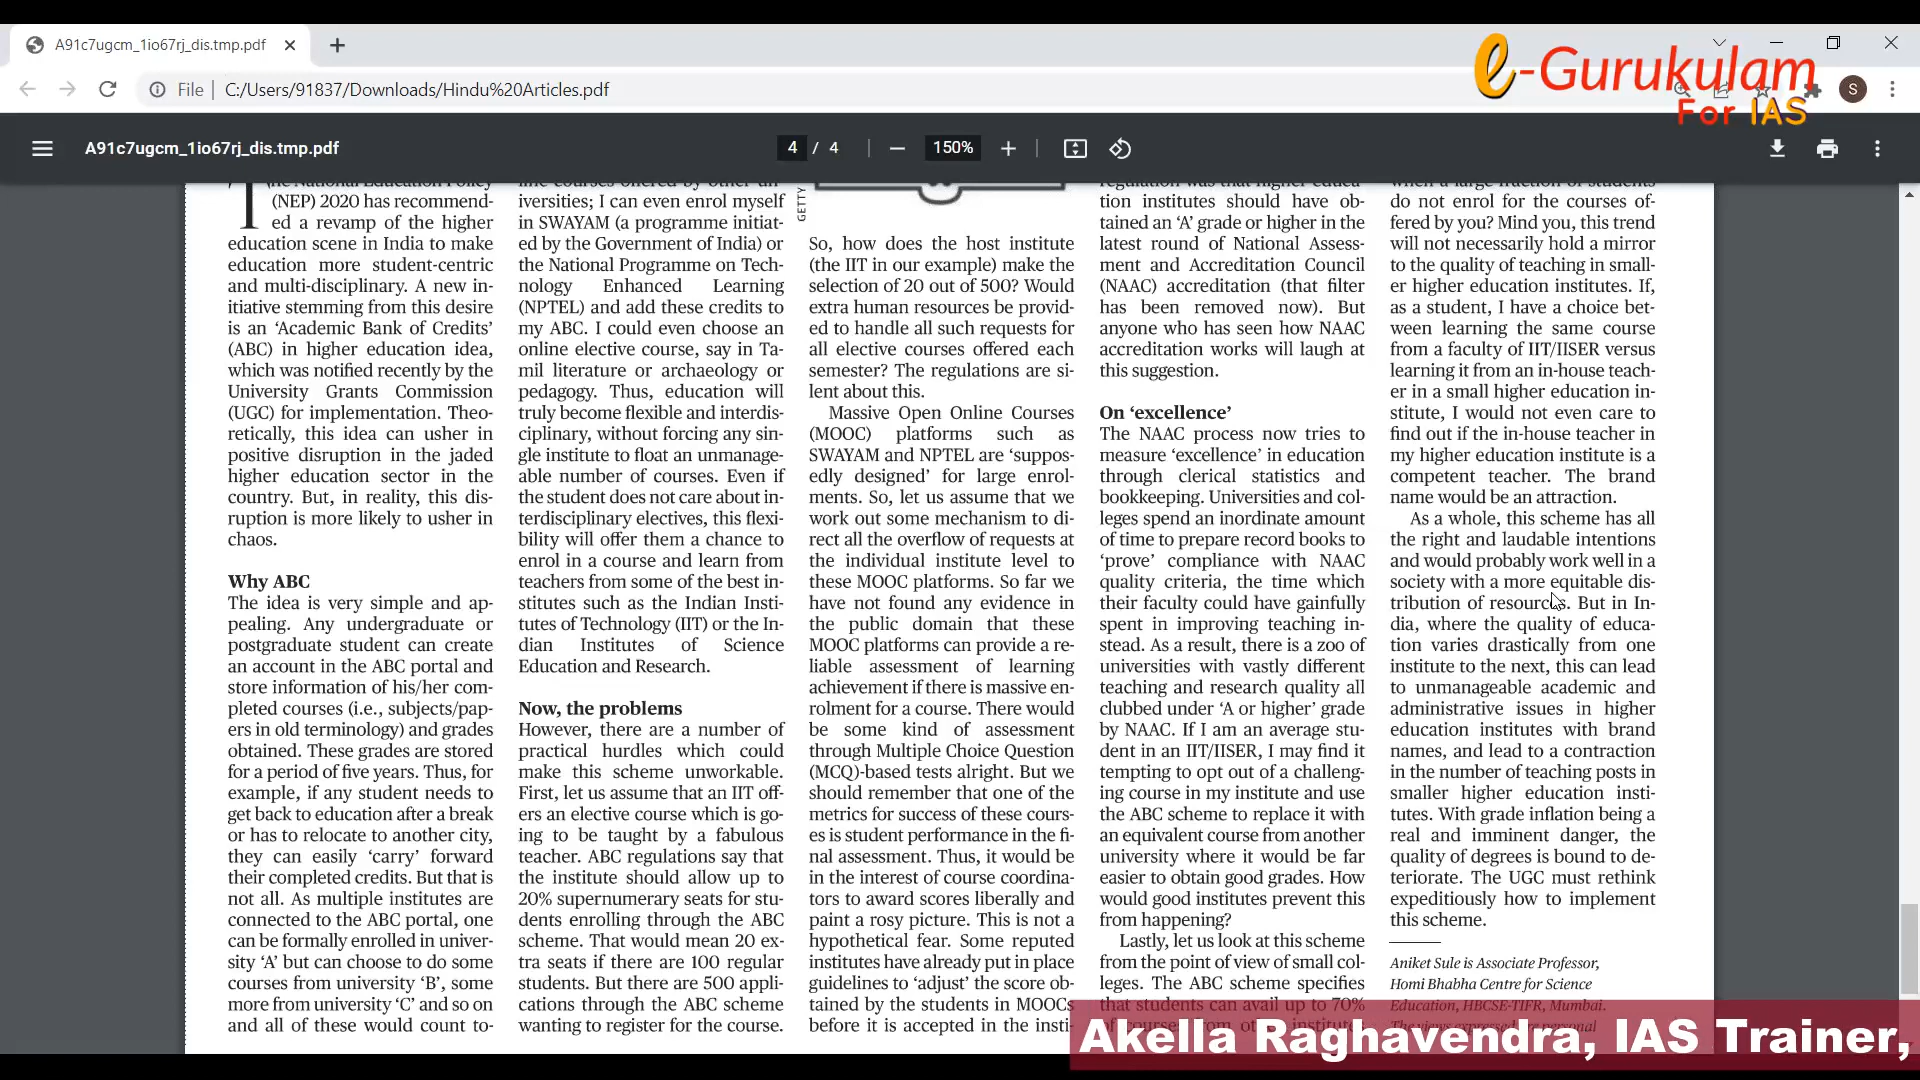 A91c7ugcm_1io67rj_dis.tmp.pdf
e-Gurukulam
For IAS
File
C:/Users/91837/Downloads/Hindu%20Articles.pdf
S
A91c7ugcm_1io67rj_dis.tmp.pdf
4 / 4
150%
The National Education Policy
(NEP) 2020 has recommend-
ed a revamp of the higher
education scene in India to make
education more student-centric
and multi-disciplinary. A new in-
itiative stemming from this desire
is an ‘Academic Bank of Credits’
(ABC) in higher education idea,
which was notified recently by the
University Grants Commission
(UGC) for implementation. Theo-
retically, this idea can usher in
positive disruption in the jaded
higher education sector in the
country. But, in reality, this dis-
ruption is more likely to usher in
chaos.
Why ABC
The idea is very simple and ap-
pealing. Any undergraduate or
postgraduate student can create
an account in the ABC portal and
store information of his/her com-
pleted courses (i.e., subjects/pap-
ers in old terminology) and grades
obtained. These grades are stored
for a period of five years. Thus, for
example, if any student needs to
get back to education after a break
or has to relocate to another city,
they can easily ‘carry’ forward
their completed credits. But that is
not all. As multiple institutes are
connected to the ABC portal, one
can be formally enrolled in univer-
sity ‘A’ but can choose to do some
courses from university ‘B’, some
more from university ‘C’ and so on
and all of these would count to-
line courses offered by other un-
iversities; I can even enrol myself
in SWAYAM (a programme initiat-
ed by the Government of India) or
the National Programme on Tech-
nology Enhanced Learning
(NPTEL) and add these credits to
my ABC. I could even choose an
online elective course, say in Ta-
mil literature or archaeology or
pedagogy. Thus, education will
truly become flexible and interdis-
ciplinary, without forcing any sin-
gle institute to float an unmanage-
able number of courses. Even if
the student does not care about in-
terdisciplinary electives, this flexi-
bility will offer them a chance to
enrol in a course and learn from
teachers from some of the best in-
stitutes such as the Indian Insti-
tutes of Technology (IIT) or the In-
dian Institutes of Science
Education and Research.
Now, the problems
However, there are a number of
practical hurdles which could
make this scheme unworkable.
First, let us assume that an IIT off-
ers an elective course which is go-
ing to be taught by a fabulous
teacher. ABC regulations say that
the institute should allow up to
20% supernumerary seats for stu-
dents enrolling through the ABC
scheme. That would mean 20 ex-
tra seats if there are 100 regular
students. But there are 500 appli-
cations through the ABC scheme
wanting to register for the course.
GETTY
So, how does the host institute
(the IIT in our example) make the
selection of 20 out of 500? Would
extra human resources be provid-
ed to handle all such requests for
all elective courses offered each
semester? The regulations are si-
lent about this.
Massive Open Online Courses
(MOOC) platforms such as
SWAYAM and NPTEL are ‘suppos-
edly designed’ for large enrol-
ments. So, let us assume that we
work out some mechanism to di-
rect all the overflow of requests at
the individual institute level to
these MOOC platforms. So far we
have not found any evidence in
the public domain that these
MOOC platforms can provide a re-
liable assessment of learning
achievement if there is massive en-
rolment for a course. There would
be some kind of assessment
through Multiple Choice Question
(MCQ)-based tests alright. But we
should remember that one of the
metrics for success of these cours-
es is student performance in the fi-
nal assessment. Thus, it would be
in the interest of course coordina-
tors to award scores liberally and
paint a rosy picture. This is not a
hypothetical fear. Some reputed
institutes have already put in place
guidelines to ‘adjust’ the score ob-
tained by the students in MOOCs
before it is accepted in the insti-
regulation was that higher educa-
tion institutes should have ob-
tained an ‘A’ grade or higher in the
latest round of National Assess-
ment and Accreditation Council
(NAAC) accreditation (that filter
has been removed now). But
anyone who has seen how NAAC
accreditation works will laugh at
this suggestion.
On ‘excellence’
The NAAC process now tries to
measure ‘excellence’ in education
through clerical statistics and
bookkeeping. Universities and col-
leges spend an inordinate amount
of time to prepare record books to
‘prove’ compliance with NAAC
quality criteria, the time which
their faculty could have gainfully
spent in improving teaching in-
stead. As a result, there is a zoo of
universities with vastly different
teaching and research quality all
clubbed under ‘A or higher’ grade
by NAAC. If I am an average stu-
dent in an IIT/IISER, I may find it
tempting to opt out of a challeng-
ing course in my institute and use
the ABC scheme to replace it with
an equivalent course from another
university where it would be far
easier to obtain good grades. How
would good institutes prevent this
from happening?
Lastly, let us look at this scheme
from the point of view of small col-
leges. The ABC scheme specifies
that students can avail up to 70%
of courses from other institutes
when a large fraction of students
do not enrol for the courses of-
fered by you? Mind you, this trend
will not necessarily hold a mirror
to the quality of teaching in small-
er higher education institutes. If,
as a student, I have a choice bet-
ween learning the same course
from a faculty of IIT/IISER versus
learning it from an in-house teach-
er in a small higher education in-
stitute, I would not even care to
find out if the in-house teacher in
my higher education institute is a
competent teacher. The brand
name would be an attraction.
As a whole, this scheme has all
the right and laudable intentions
and would probably work well in a
society with a more equitable dis-
tribution of resources. But in In-
dia, where the quality of educa-
tion varies drastically from one
institute to the next, this can lead
to unmanageable academic and
administrative issues in higher
education institutes with brand
names, and lead to a contraction
in the number of teaching posts in
smaller higher education insti-
tutes. With grade inflation being a
real and imminent danger, the
quality of degrees is bound to de-
teriorate. The UGC must rethink
expeditiously how to implement
this scheme.
Aniket Sule is Associate Professor,
Homi Bhabha Centre for Science
Education, HBCSE-TIFR, Mumbai.
The views expressed are personal
Akella Raghavendra, IAS Trainer,